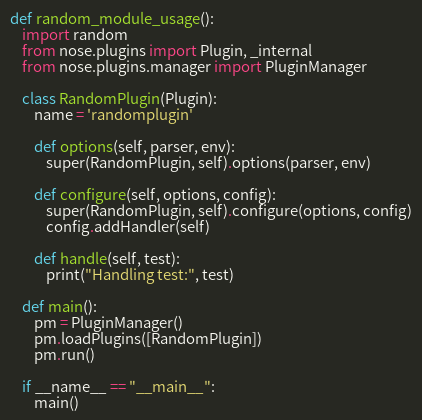 def random_module_usage():
    import random
    from nose.plugins import Plugin, _internal
    from nose.plugins.manager import PluginManager

    class RandomPlugin(Plugin):
        name = 'randomplugin'

        def options(self, parser, env):
            super(RandomPlugin, self).options(parser, env)

        def configure(self, options, config):
            super(RandomPlugin, self).configure(options, config)
            config.addHandler(self)

        def handle(self, test):
            print("Handling test:", test)

    def main():
        pm = PluginManager()
        pm.loadPlugins([RandomPlugin])
        pm.run()

    if __name__ == "__main__":
        main()